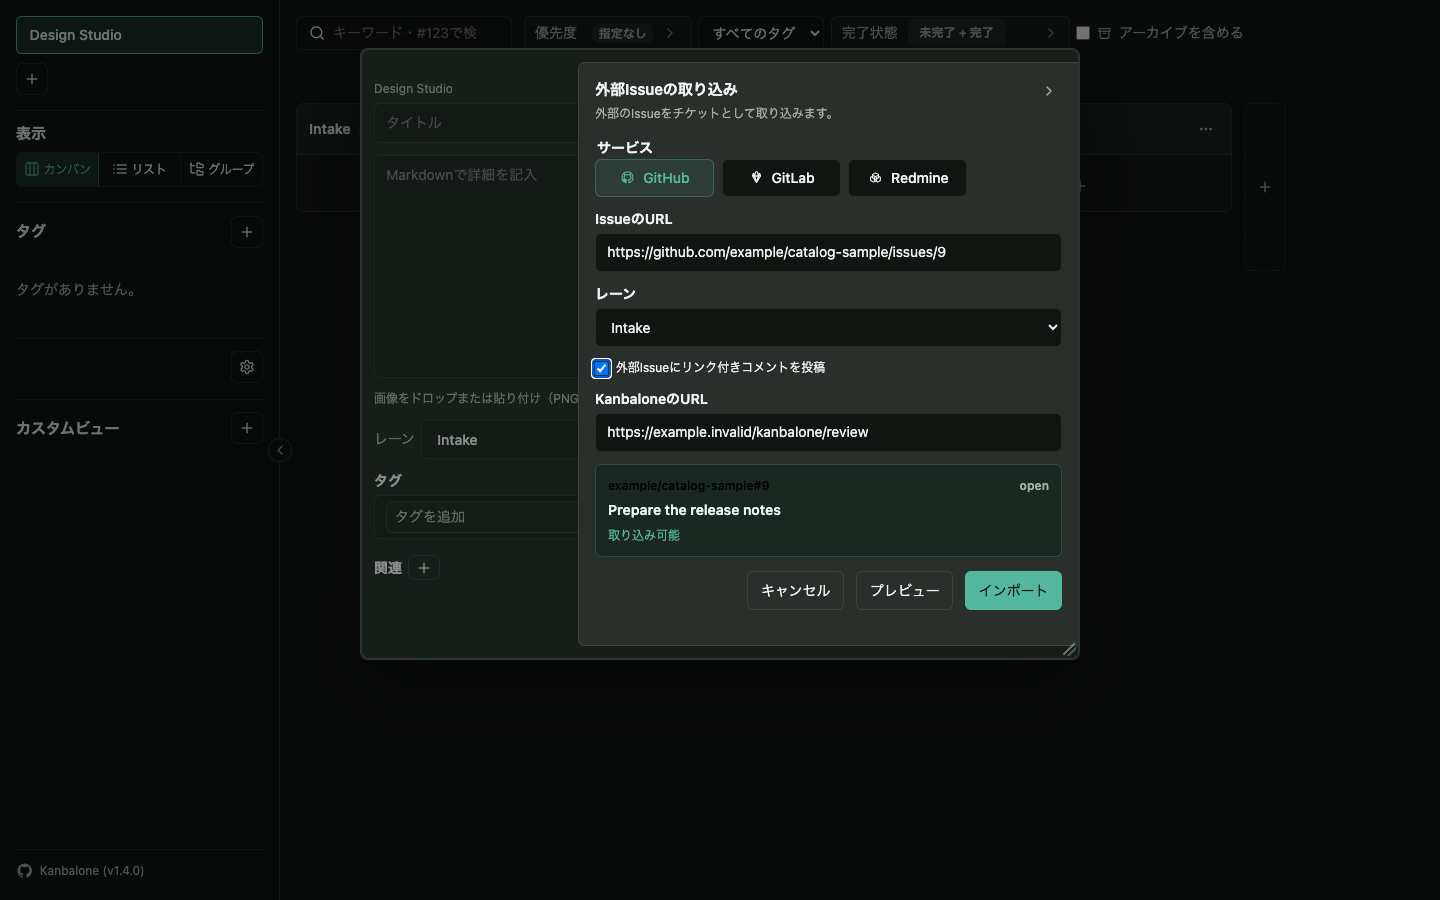 Design Studio
表示
カンバン
リスト
グループ
タグ
タグがありません。
カスタムビュー
Kanbalone (v1.4.0)
キーワード・#123で検
優先度
指定なし
すべてのタグ
完了状態
未完了 + 完了
アーカイブを含める
Intake
Design Studio
タイトル
Markdownで詳細を記入
画像をドロップまたは貼り付け（PNG
レーン
Intake
タグ
タグを追加
関連
外部Issueの取り込み
外部のIssueをチケットとして取り込みます。
サービス
GitHub
GitLab
Redmine
IssueのURL
https://github.com/example/catalog-sample/issues/9
レーン
Intake
外部Issueにリンク付きコメントを投稿
KanbaloneのURL
https://example.invalid/kanbalone/review
example/catalog-sample#9
open
Prepare the release notes
取り込み可能
キャンセル
プレビュー
インポート